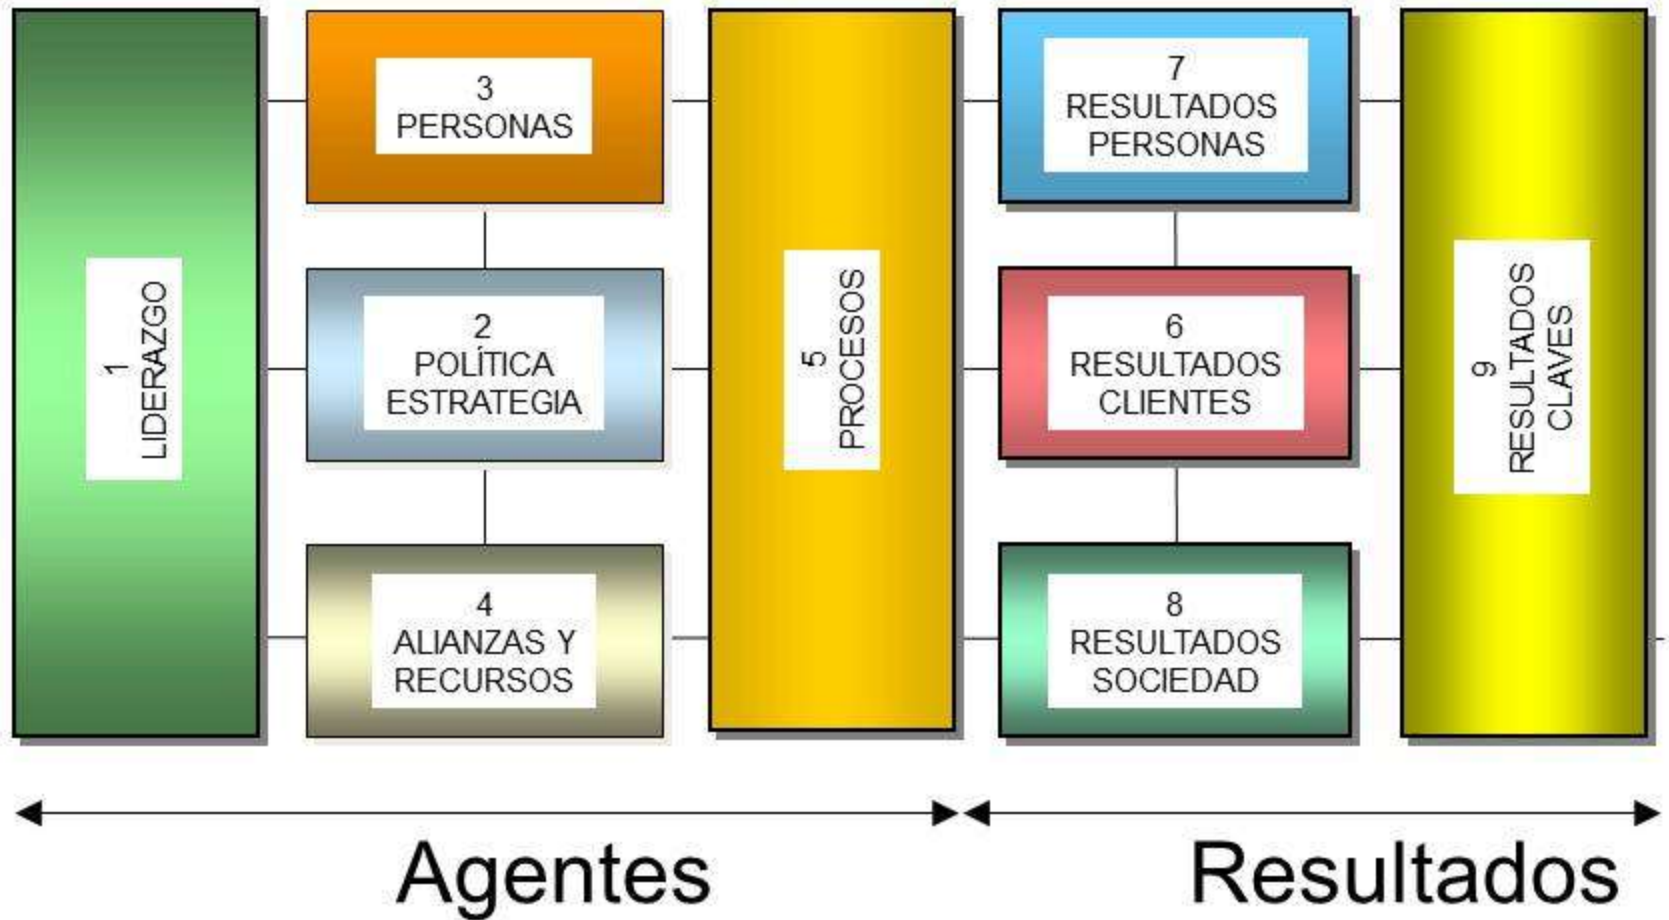 1
LIDERAZGO
3
PERSONAS
2
POLÍTICA
ESTRATEGIA
4
ALIANZAS Y
RECURSOS
5
PROCESOS
7
RESULTADOS
PERSONAS
6
RESULTADOS
CLIENTES
8
RESULTADOS
SOCIEDAD
9
RESULTADOS
CLAVES
Agentes
Resultados